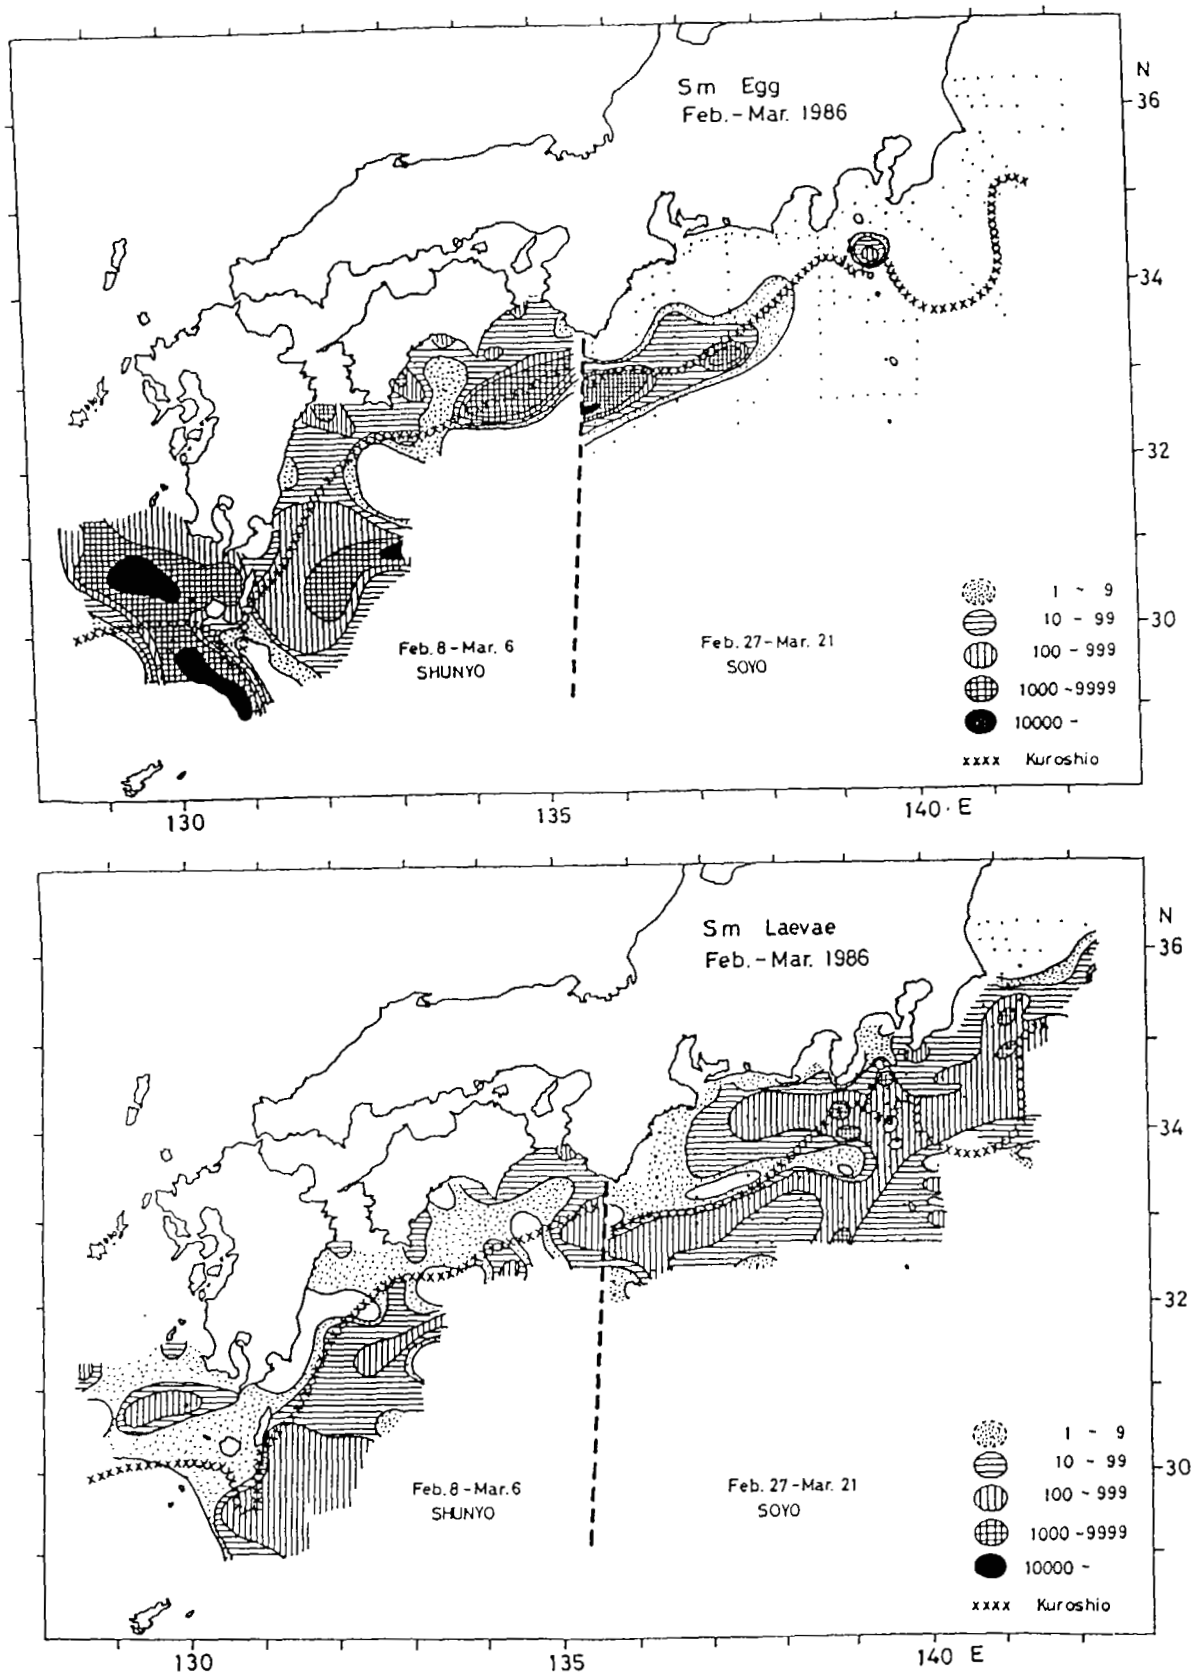 Sm Egg
Feb. - Mar. 1986
N
36
34
32
30
Feb. 8 - Mar. 6
SHUNYO
Feb. 27 - Mar. 21
SOYO
1 ~ 9
10 - 99
100 - 999
1000 ~ 9999
10000 -
xxxx Kuroshio
130
135
140 · E
Sm Laevae
Feb. - Mar. 1986
N
36
34
32
30
Feb. 8 - Mar. 6
SHUNYO
Feb. 27 - Mar. 21
SOYO
1 - 9
10 - 99
100 ~ 999
1000 ~ 9999
10000 -
xxxx Kuroshio
130
135
140 E